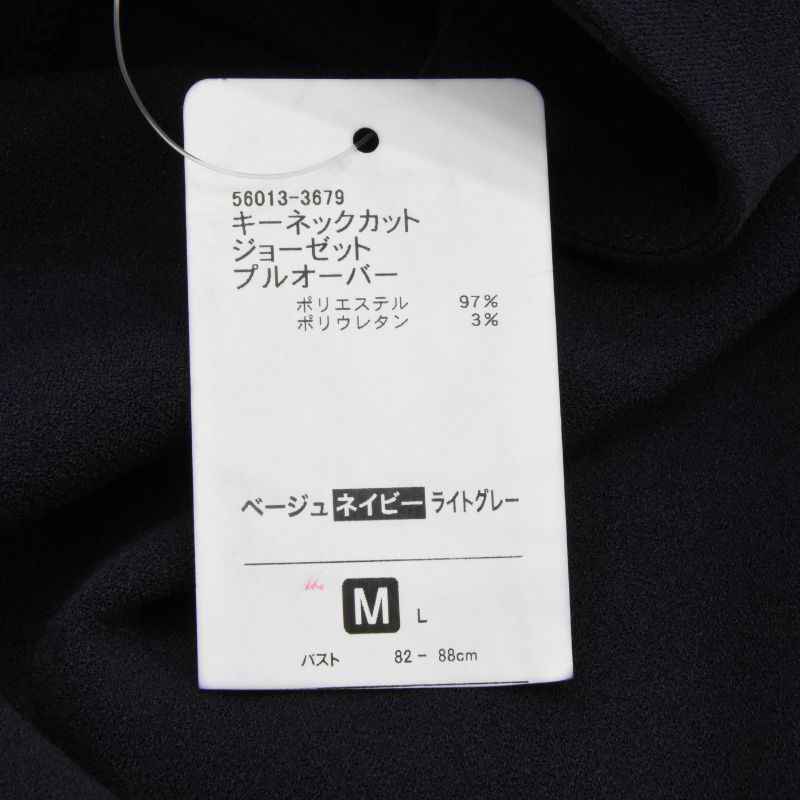 56013-3679
キーネックカット
ジョーゼット
プルオーバー
ポリエステル 97%
ポリウレタン 3%
ベージュ ネイビー ライトグレー
M L
バスト 82 - 88cm